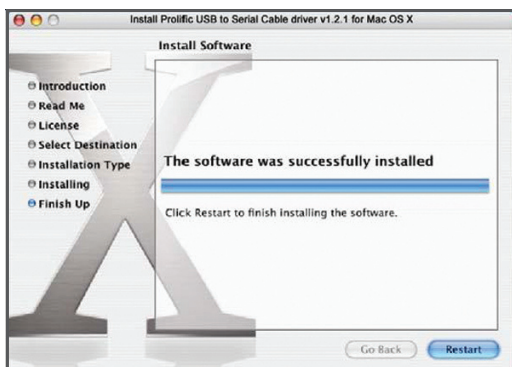 Install Prolific USB to Serial Cable driver v1.2.1 for Mac OS X
Install Software
Introduction
Read Me
License
Select Destination
Installation Type
Installing
Finish Up
The software was successfully installed
Click Restart to finish installing the software.
Go Back
Restart